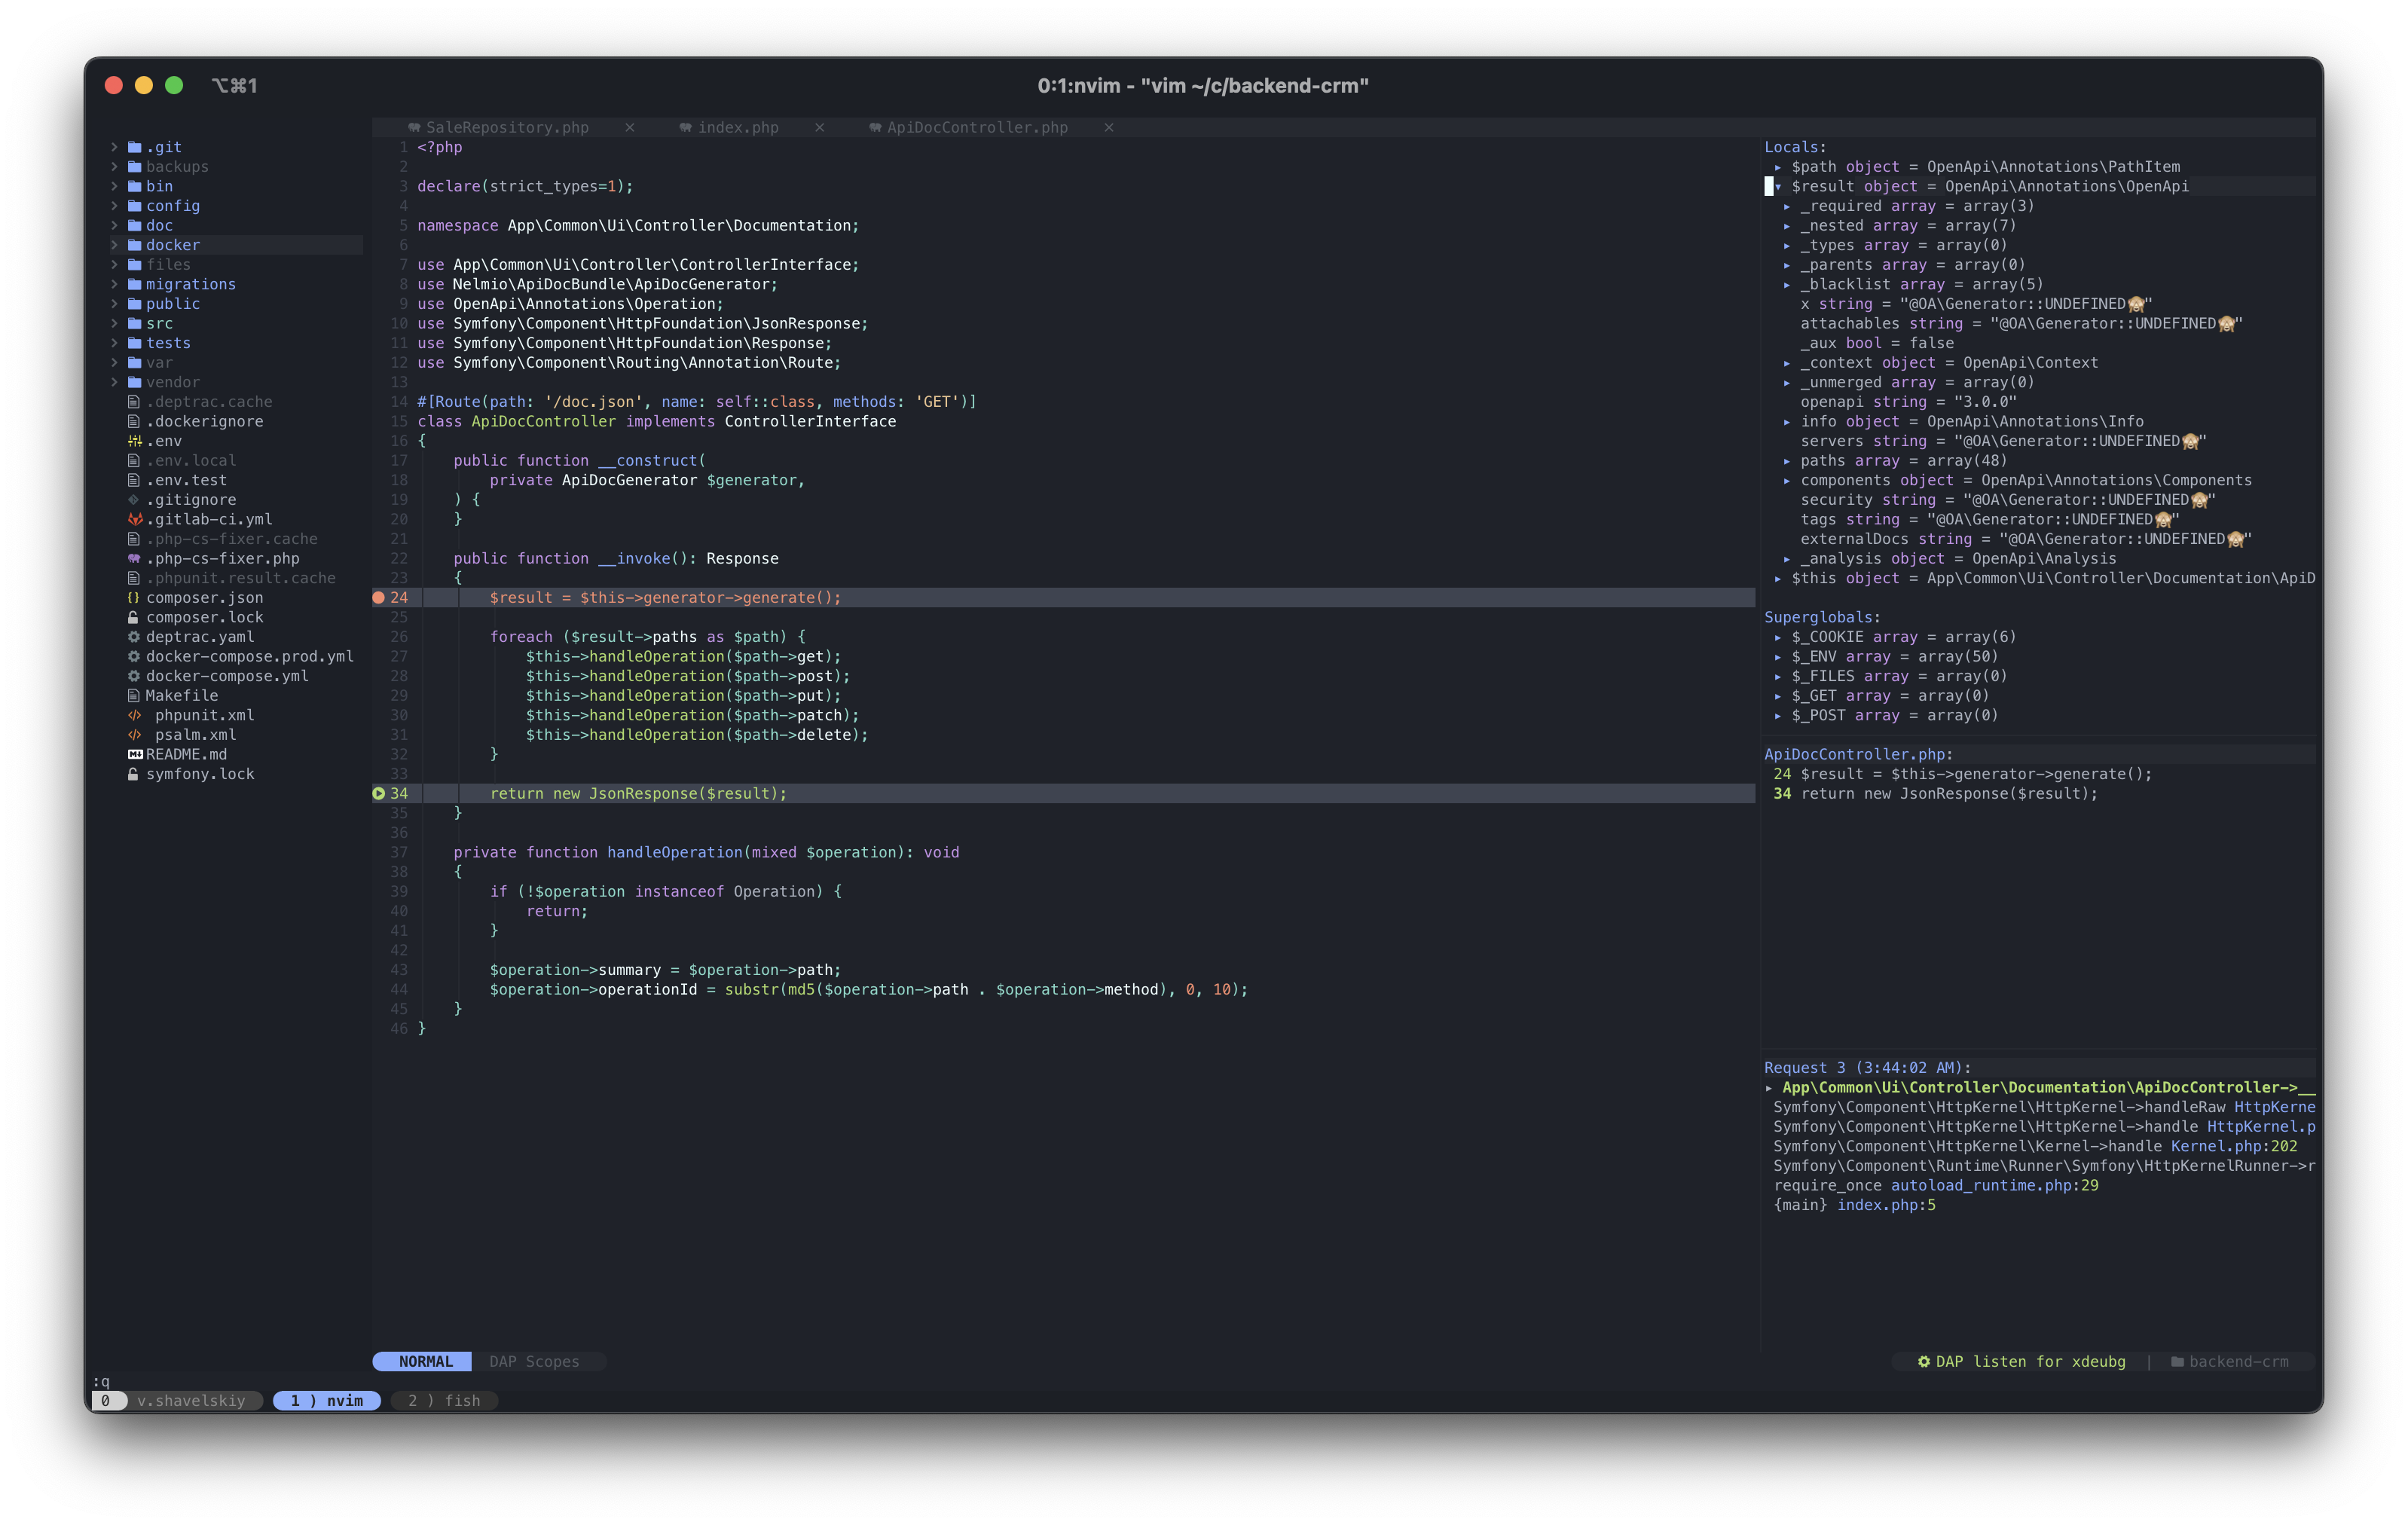 ⌥⌘1
0:1:nvim - "vim ~/c/backend-crm"
SaleRepository.php × index.php × ApiDocController.php ×
.git
backups
bin
config
doc
docker
files
migrations
public
src
tests
var
vendor
.deptrac.cache
.dockerignore
.env
.env.local
.env.test
.gitignore
.gitlab-ci.yml
.php-cs-fixer.cache
.php-cs-fixer.php
.phpunit.result.cache
composer.json
composer.lock
deptrac.yaml
docker-compose.prod.yml
docker-compose.yml
Makefile
phpunit.xml
psalm.xml
README.md
symfony.lock
1 <?php
2
3 declare(strict_types=1);
4
5 namespace App\Common\Ui\Controller\Documentation;
6
7 use App\Common\Ui\Controller\ControllerInterface;
8 use Nelmio\ApiDocBundle\ApiDocGenerator;
9 use OpenApi\Annotations\Operation;
10 use Symfony\Component\HttpFoundation\JsonResponse;
11 use Symfony\Component\HttpFoundation\Response;
12 use Symfony\Component\Routing\Annotation\Route;
13
14 #[Route(path: '/doc.json', name: self::class, methods: 'GET')]
15 class ApiDocController implements ControllerInterface
16 {
17     public function __construct(
18         private ApiDocGenerator $generator,
19     ) {
20     }
21
22     public function __invoke(): Response
23     {
24         $result = $this->generator->generate();
25
26         foreach ($result->paths as $path) {
27             $this->handleOperation($path->get);
28             $this->handleOperation($path->post);
29             $this->handleOperation($path->put);
30             $this->handleOperation($path->patch);
31             $this->handleOperation($path->delete);
32         }
33
34         return new JsonResponse($result);
35     }
36
37     private function handleOperation(mixed $operation): void
38     {
39         if (!$operation instanceof Operation) {
40             return;
41         }
42
43         $operation->summary = $operation->path;
44         $operation->operationId = substr(md5($operation->path . $operation->method), 0, 10);
45     }
46 }
Locals:
▸ $path object = OpenApi\Annotations\PathItem
▾ $result object = OpenApi\Annotations\OpenApi
▸ _required array = array(3)
▸ _nested array = array(7)
▸ _types array = array(0)
▸ _parents array = array(0)
▸ _blacklist array = array(5)
x string = "@OA\Generator::UNDEFINED🙈"
attachables string = "@OA\Generator::UNDEFINED🙈"
_aux bool = false
▸ _context object = OpenApi\Context
▸ _unmerged array = array(0)
openapi string = "3.0.0"
▸ info object = OpenApi\Annotations\Info
servers string = "@OA\Generator::UNDEFINED🙈"
▸ paths array = array(48)
▸ components object = OpenApi\Annotations\Components
security string = "@OA\Generator::UNDEFINED🙈"
tags string = "@OA\Generator::UNDEFINED🙈"
externalDocs string = "@OA\Generator::UNDEFINED🙈"
▸ _analysis object = OpenApi\Analysis
▸ $this object = App\Common\Ui\Controller\Documentation\ApiD
Superglobals:
▸ $_COOKIE array = array(6)
▸ $_ENV array = array(50)
▸ $_FILES array = array(0)
▸ $_GET array = array(0)
▸ $_POST array = array(0)
ApiDocController.php:
24 $result = $this->generator->generate();
34 return new JsonResponse($result);
Request 3 (3:44:02 AM):
▸ App\Common\Ui\Controller\Documentation\ApiDocController->__
Symfony\Component\HttpKernel\HttpKernel->handleRaw HttpKerne
Symfony\Component\HttpKernel\HttpKernel->handle HttpKernel.p
Symfony\Component\HttpKernel\Kernel->handle Kernel.php:202
Symfony\Component\Runtime\Runner\Symfony\HttpKernelRunner->r
require_once autoload_runtime.php:29
{main} index.php:5
NORMAL DAP Scopes
DAP listen for xdeubg | backend-crm
:q
0 v.shavelskiy 1 ) nvim 2 ) fish